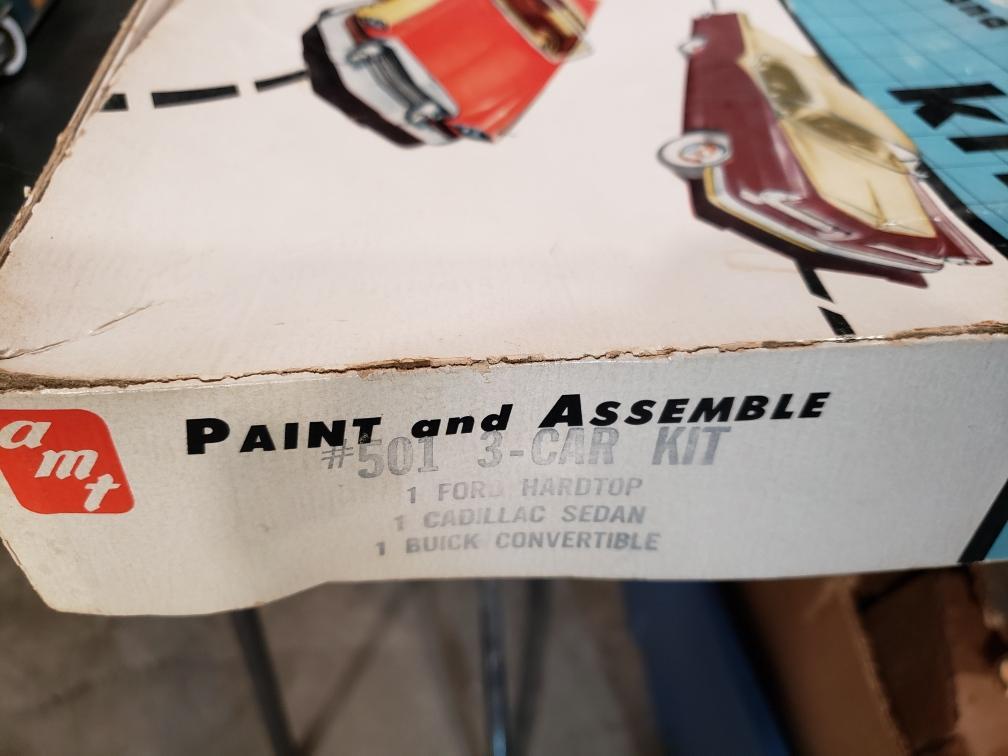 amt
PAINT and ASSEMBLE
#501 3-CAR KIT
1 FORD HARDTOP
1 CADILLAC SEDAN
1 BUICK CONVERTIBLE